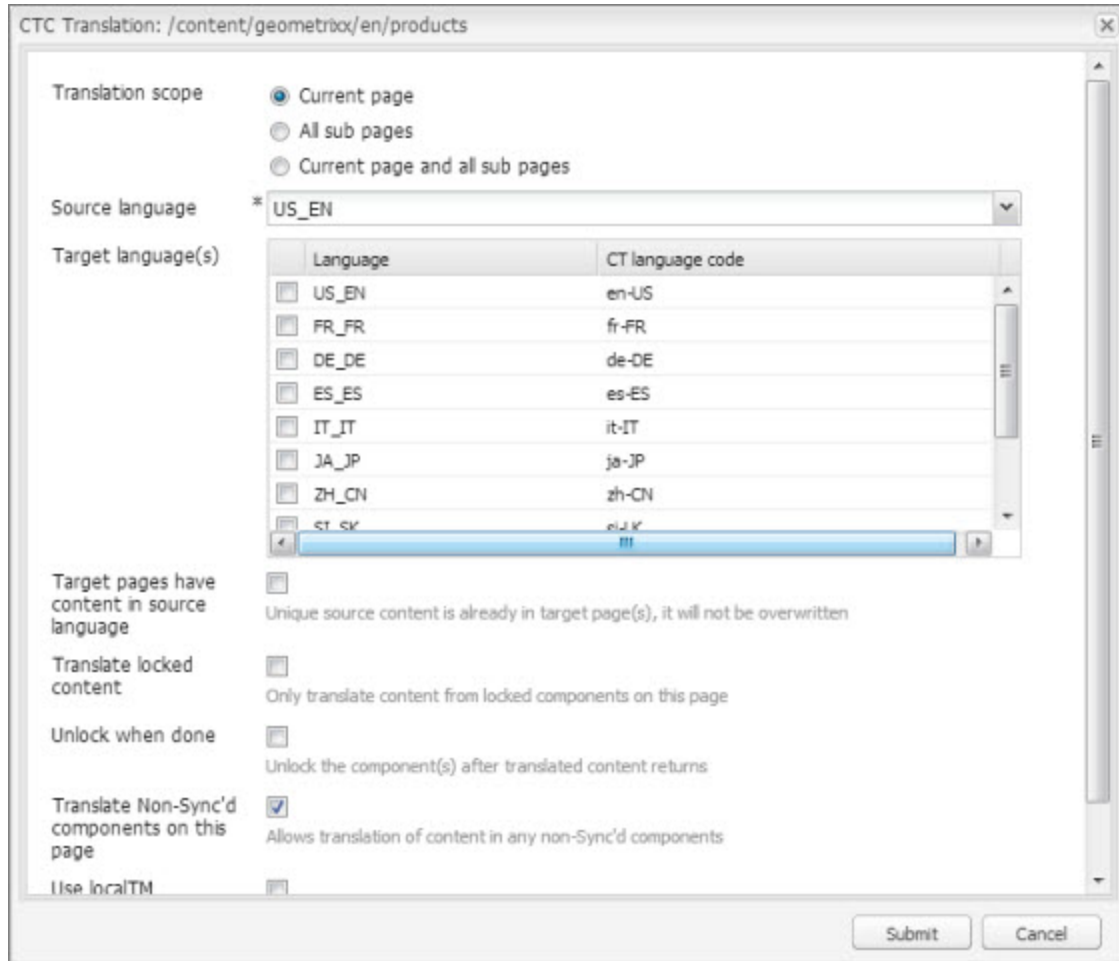 CTC Translation: /content/geometrixx/en/products
Translation scope
Current page
All sub pages
Current page and all sub pages
Source language
* US_EN
Target language(s)
Language CT language code
US_EN en-US
FR_FR fr-FR
DE_DE de-DE
ES_ES es-ES
IT_IT it-IT
JA_JP ja-JP
ZH_CN zh-CN
SI_SK si-LK
Target pages have
content in source
language
Unique source content is already in target page(s), it will not be overwritten
Translate locked
content
Only translate content from locked components on this page
Unlock when done
Unlock the component(s) after translated content returns
Translate Non-Sync'd
components on this
page
Allows translation of content in any non-Sync'd components
Use localTM
Submit
Cancel